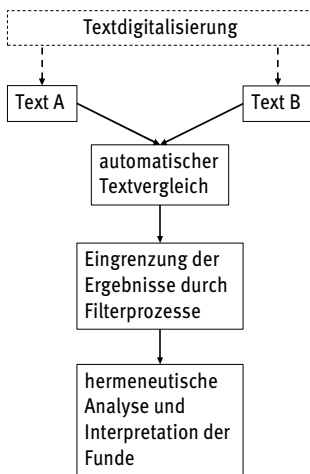 Textdigitalisierung
Text A
Text B
automatischer
Textvergleich
Eingrenzung der
Ergebnisse durch
Filterprozesse
hermeneutische
Analyse und
Interpretation der
Funde